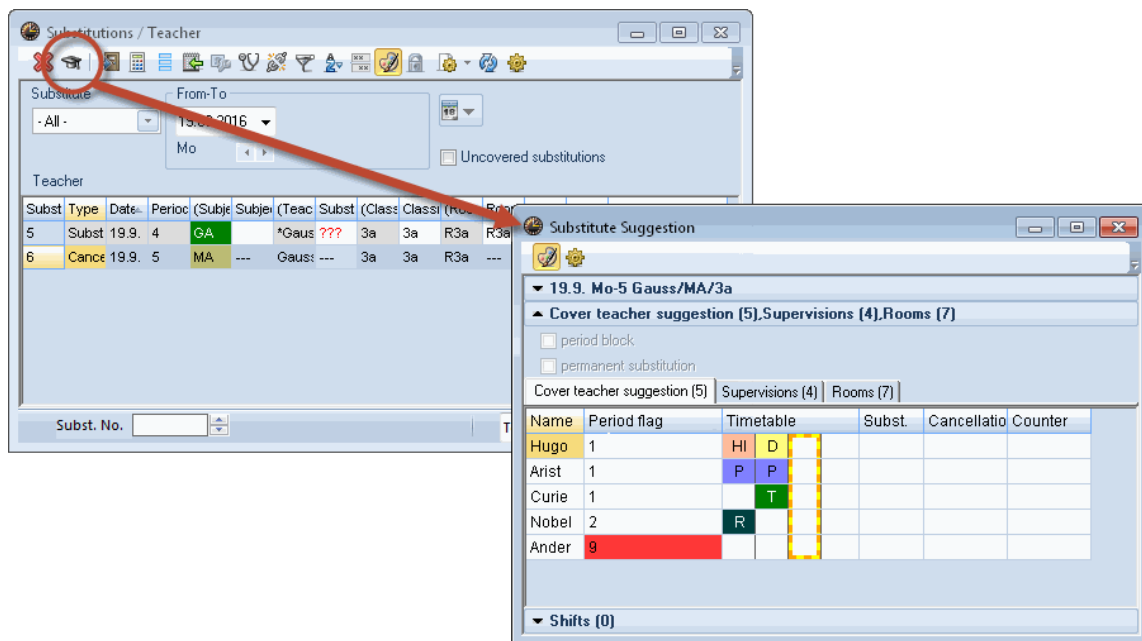 Substitutions / Teacher
Substitute From-To
- All - 2016
Mo
Uncovered substitutions
Teacher
Subst Type Date Perioc (Subje Subje (Teac Subst (Class Class
5 Subst 19.9. 4 GA *Gaus ??? 3a 3a R3a R3a
6 Cance 19.9. 5 MA --- Gauss --- 3a 3a R3a ---
Subst. No. T
Substitute Suggestion
19.9. Mo-5 Gauss/MA/3a
Cover teacher suggestion (5),Supervisions (4),Rooms (7)
period block
permanent substitution
Cover teacher suggestion (5) Supervisions (4) Rooms (7)
Name Period flag Timetable Subst. Cancellatio Counter
Hugo 1 HI D
Arist 1 P P
Curie 1 T
Nobel 2 R
Ander 9
Shifts (0)